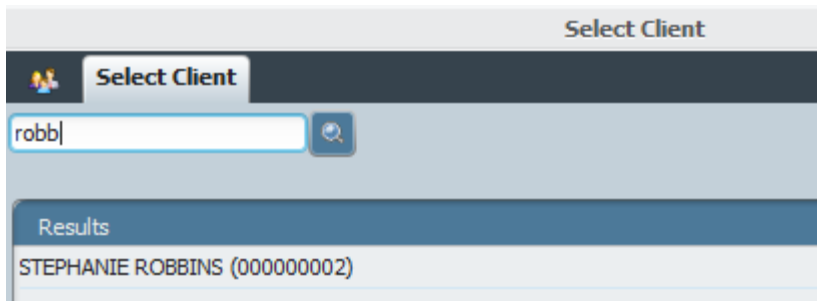 Select Client
Select Client
robb
Results
STEPHANIE ROBBINS (000000002)